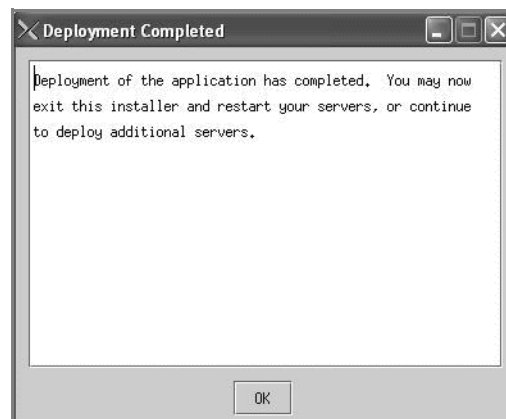 Deployment Completed
Deployment of the application has completed.  You may now
exit this installer and restart your servers, or continue
to deploy additional servers.
OK